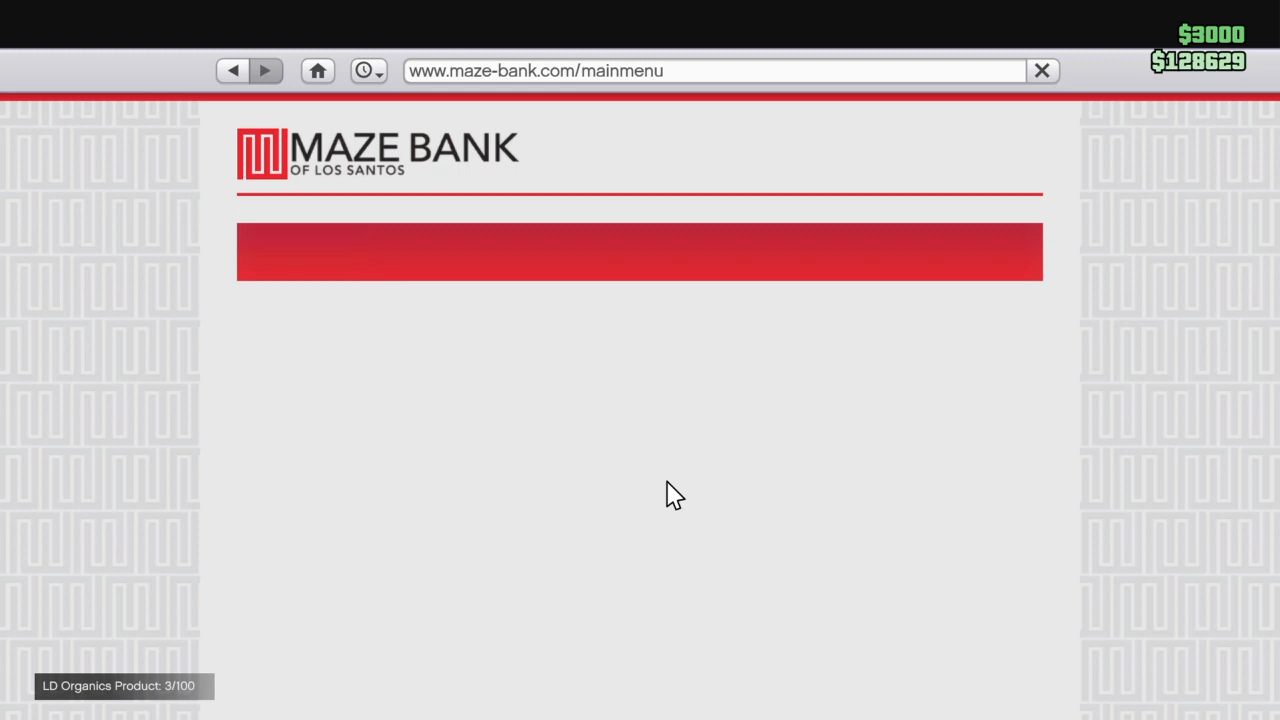 $3000
$128629
www.maze-bank.com/mainmenu
MAZE BANK
OF LOS SANTOS
LD Organics Product: 3/100